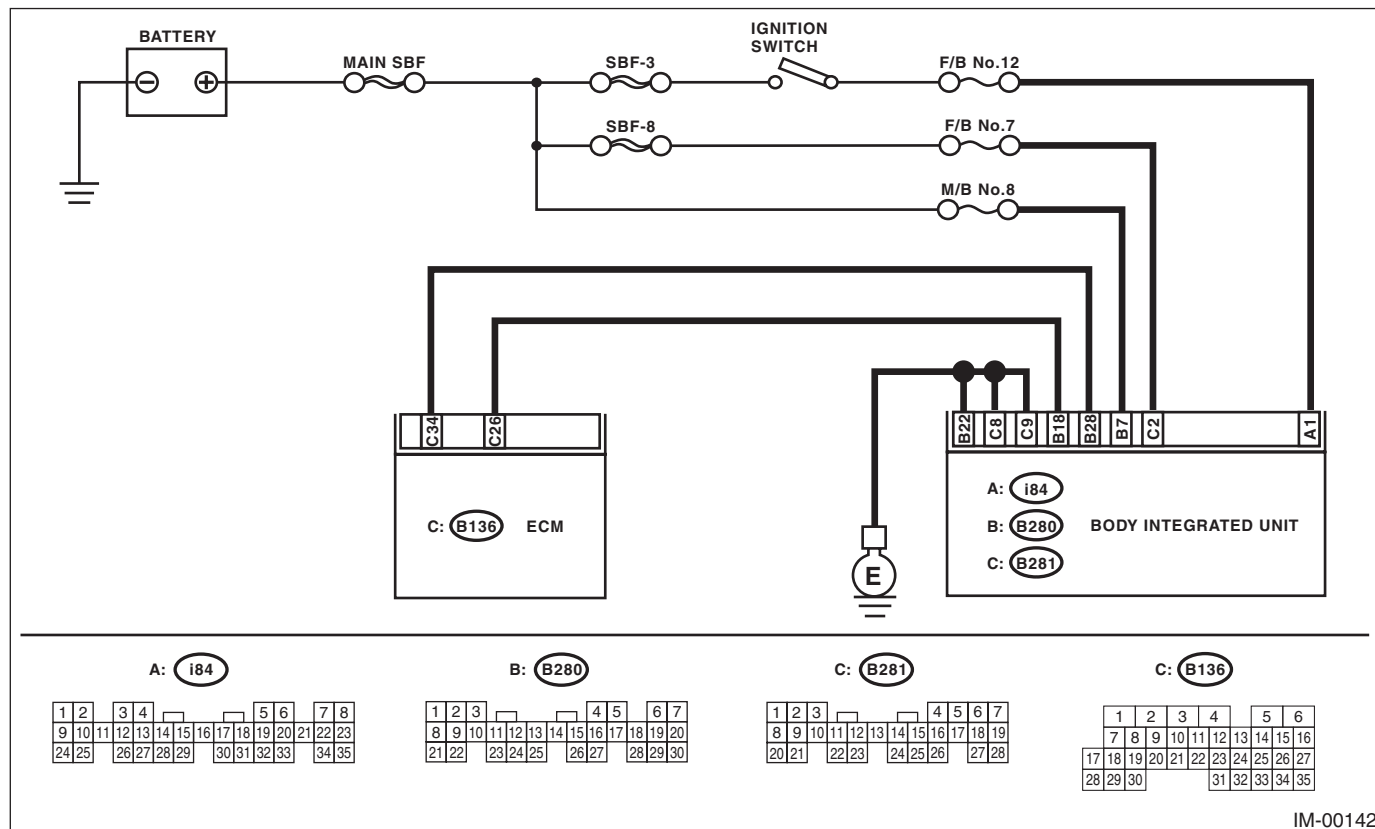 BATTERY
IGNITION
SWITCH
MAIN SBF
SBF-3
F/B No.12
SBF-8
F/B No.7
M/B No.8
C34
C26
B22
C8
C9
B18
B28
B7
C2
A1
C: B136 ECM
A: i84
B: B280 BODY INTEGRATED UNIT
C: B281
E
A: i84
1 2 3 4 5 6 7 8
9 10 11 12 13 14 15 16 17 18 19 20 21 22 23
24 25 26 27 28 29 30 31 32 33 34 35
B: B280
1 2 3 4 5 6 7
8 9 10 11 12 13 14 15 16 17 18 19 20
21 22 23 24 25 26 27 28 29 30
C: B281
1 2 3 4 5 6 7
8 9 10 11 12 13 14 15 16 17 18 19
20 21 22 23 24 25 26 27 28
C: B136
1 2 3 4 5 6
7 8 9 10 11 12 13 14 15 16
17 18 19 20 21 22 23 24 25 26 27
28 29 30 31 32 33 34 35
IM-00142